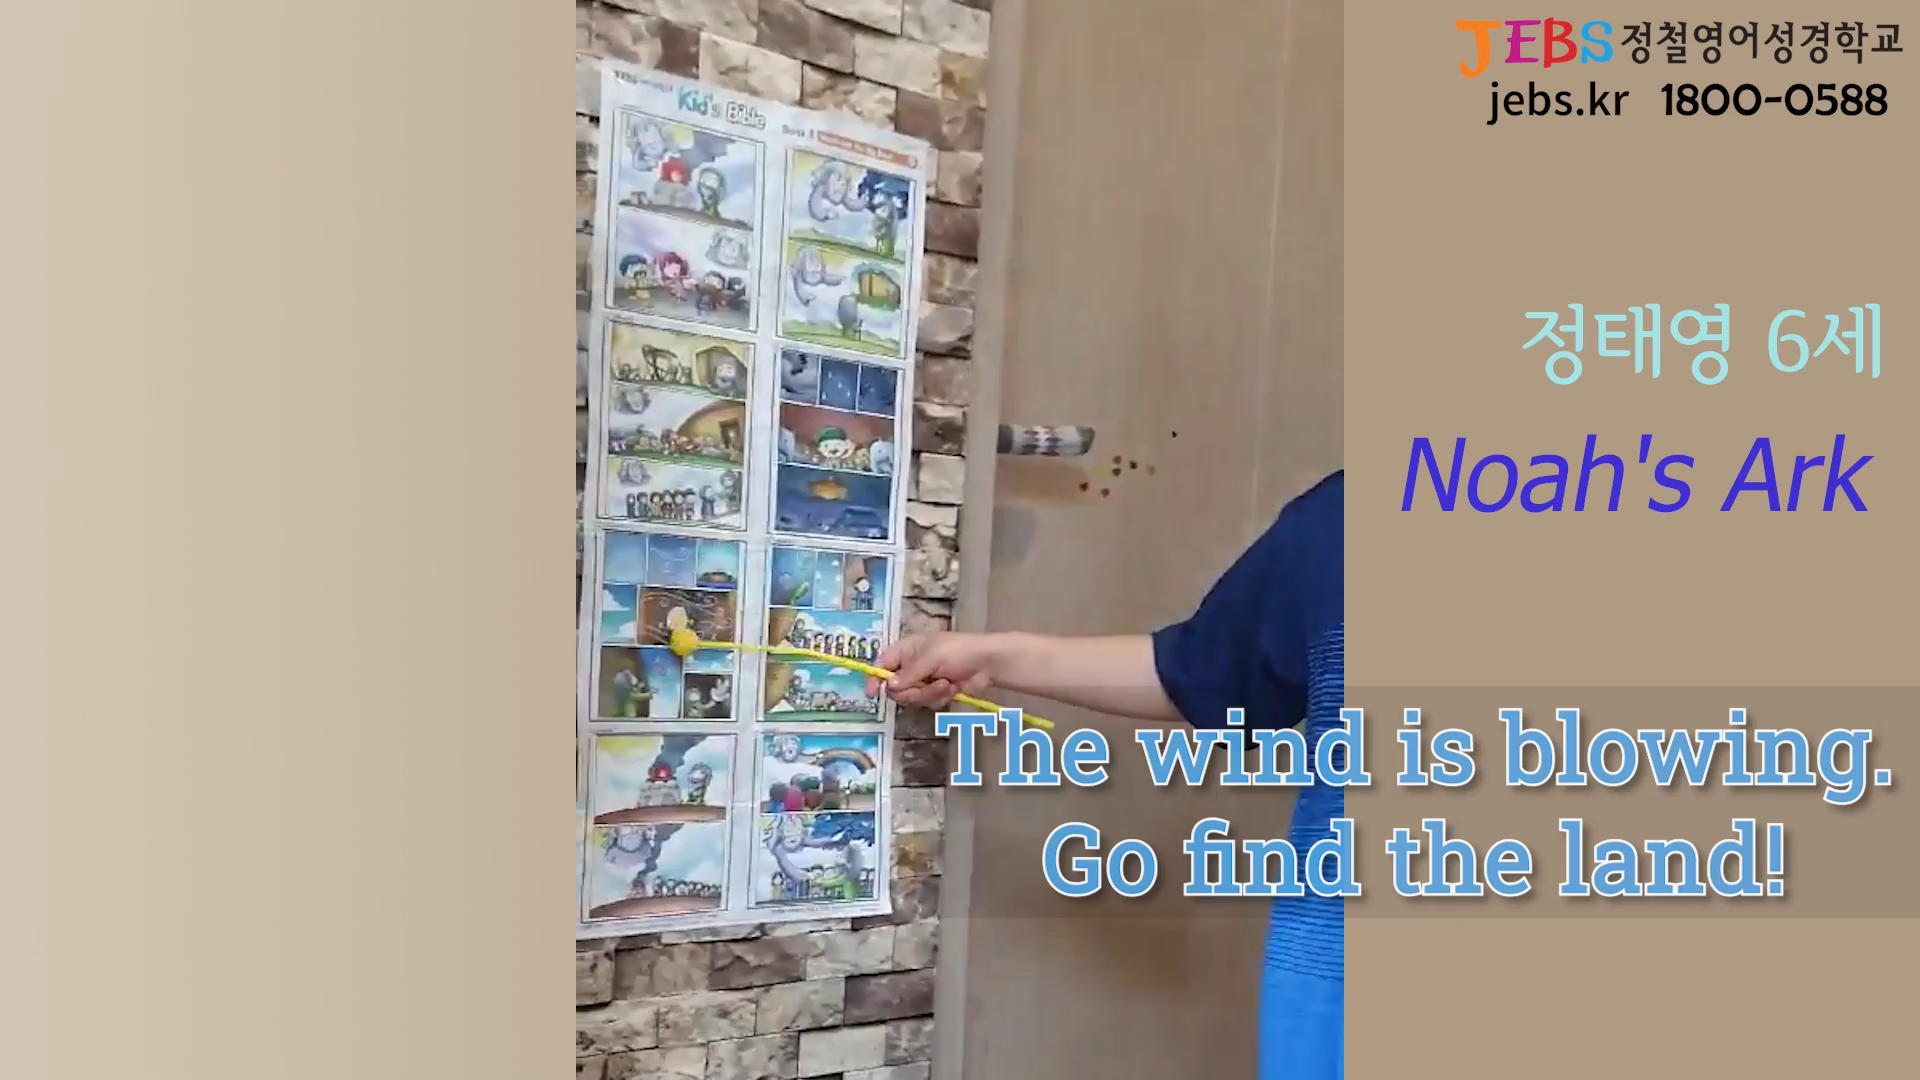 JEBS 정철영어성경학교
jebs.kr 1800-0588
Kid's Bible
정태영 6세
Noah's Ark
The wind is blowing.
Go find the land!